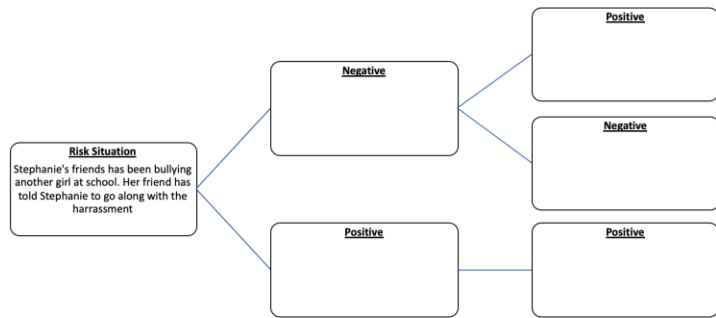 Positive
Negative
Negative
Risk Situation
Stephanie's friends has been bullying
another girl at school. Her friend has
told Stephanie to go along with the
harrassment
Positive
Positive